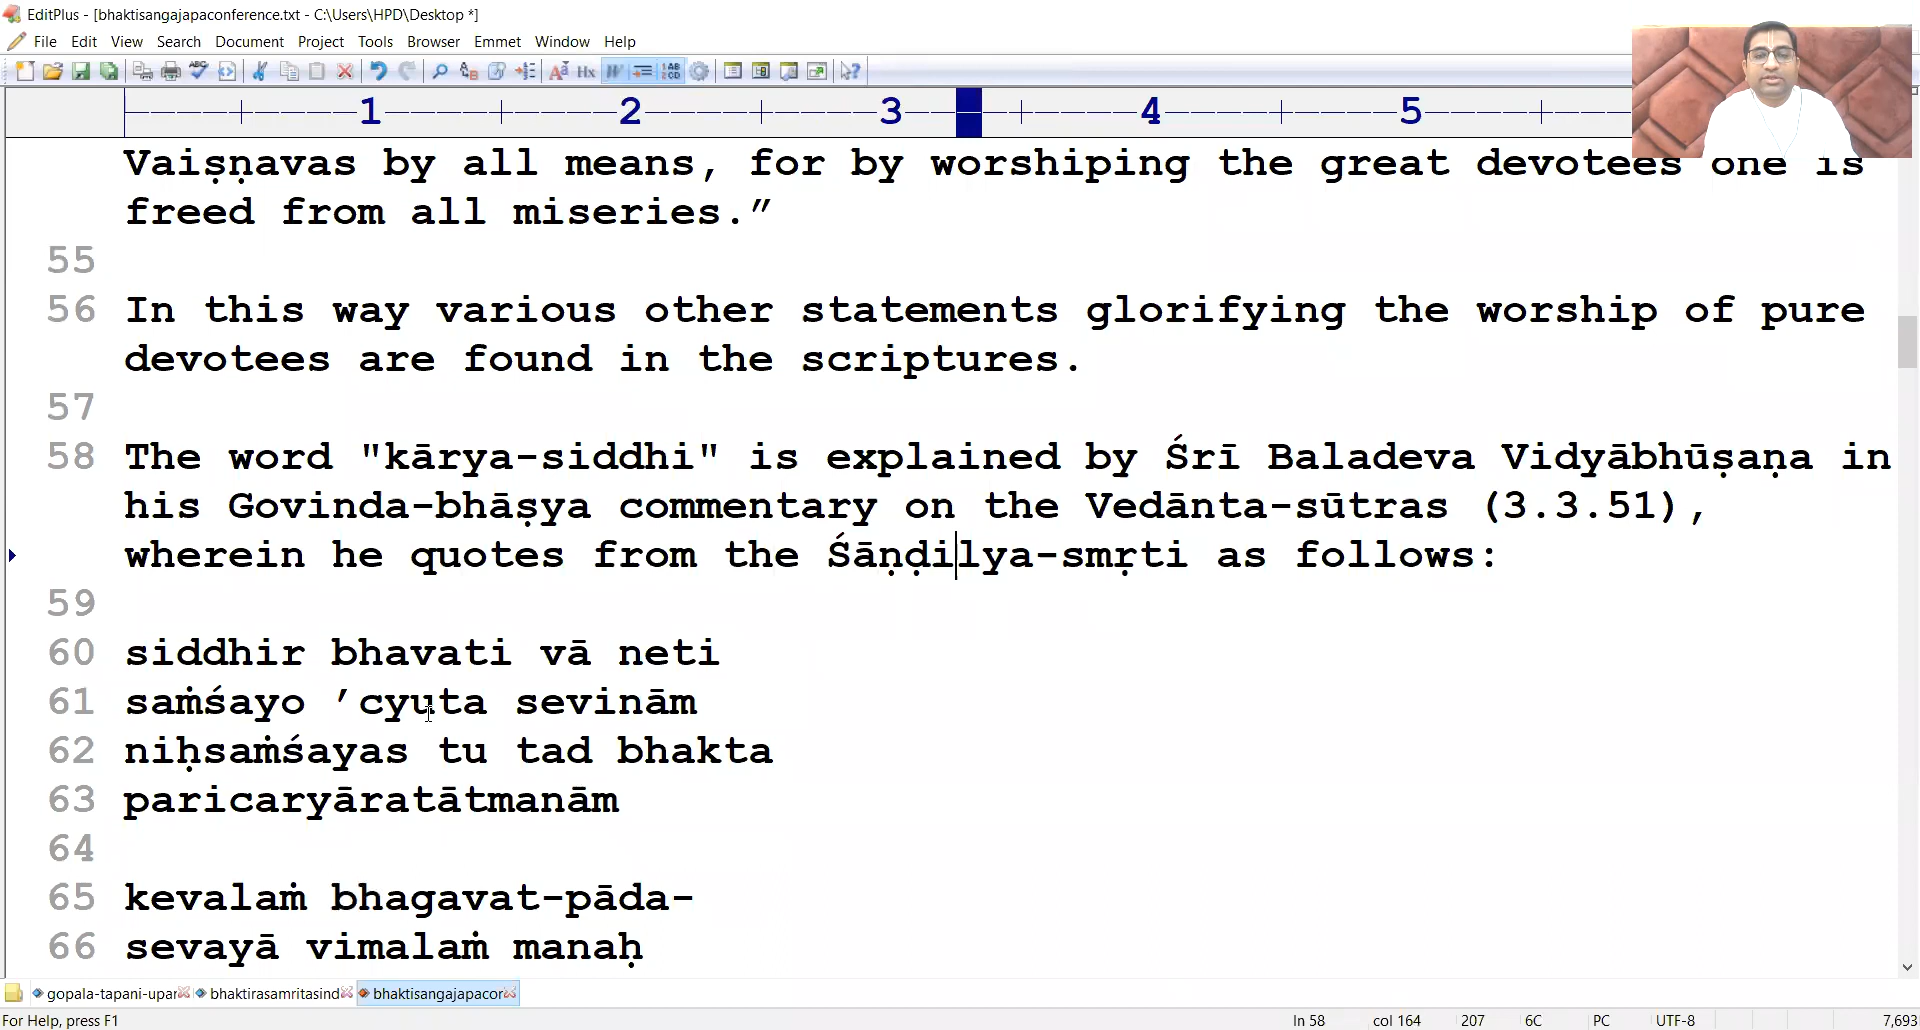 EditPlus - [bhaktisangajapaconference.txt - C:\Users\HPD\Desktop *]
File Edit View Search Document Project Tools Browser Emmet Window Help
1 2 3 4 5
Vaiṣṇavas by all means, for by worshiping the great devotees one is
freed from all miseries.”
55
56 In this way various other statements glorifying the worship of pure
devotees are found in the scriptures.
57
58 The word "kārya-siddhi" is explained by Śrī Baladeva Vidyābhūṣaṇa in
his Govinda-bhāṣya commentary on the Vedānta-sūtras (3.3.51),
wherein he quotes from the Śāṇḍilya-smṛti as follows:
59
60 siddhir bhavati vā neti
61 saṁśayo ’cyuta sevinām
62 niḥsaṁśayas tu tad bhakta
63 paricaryāratātmanām
64
65 kevalaṁ bhagavat-pāda-
66 sevayā vimalaṁ manaḥ
gopala-tapani-upar bhaktirasamritasind bhaktisangajapacor
For Help, press F1 ln 58 col 164 207 6C PC UTF-8 7,693